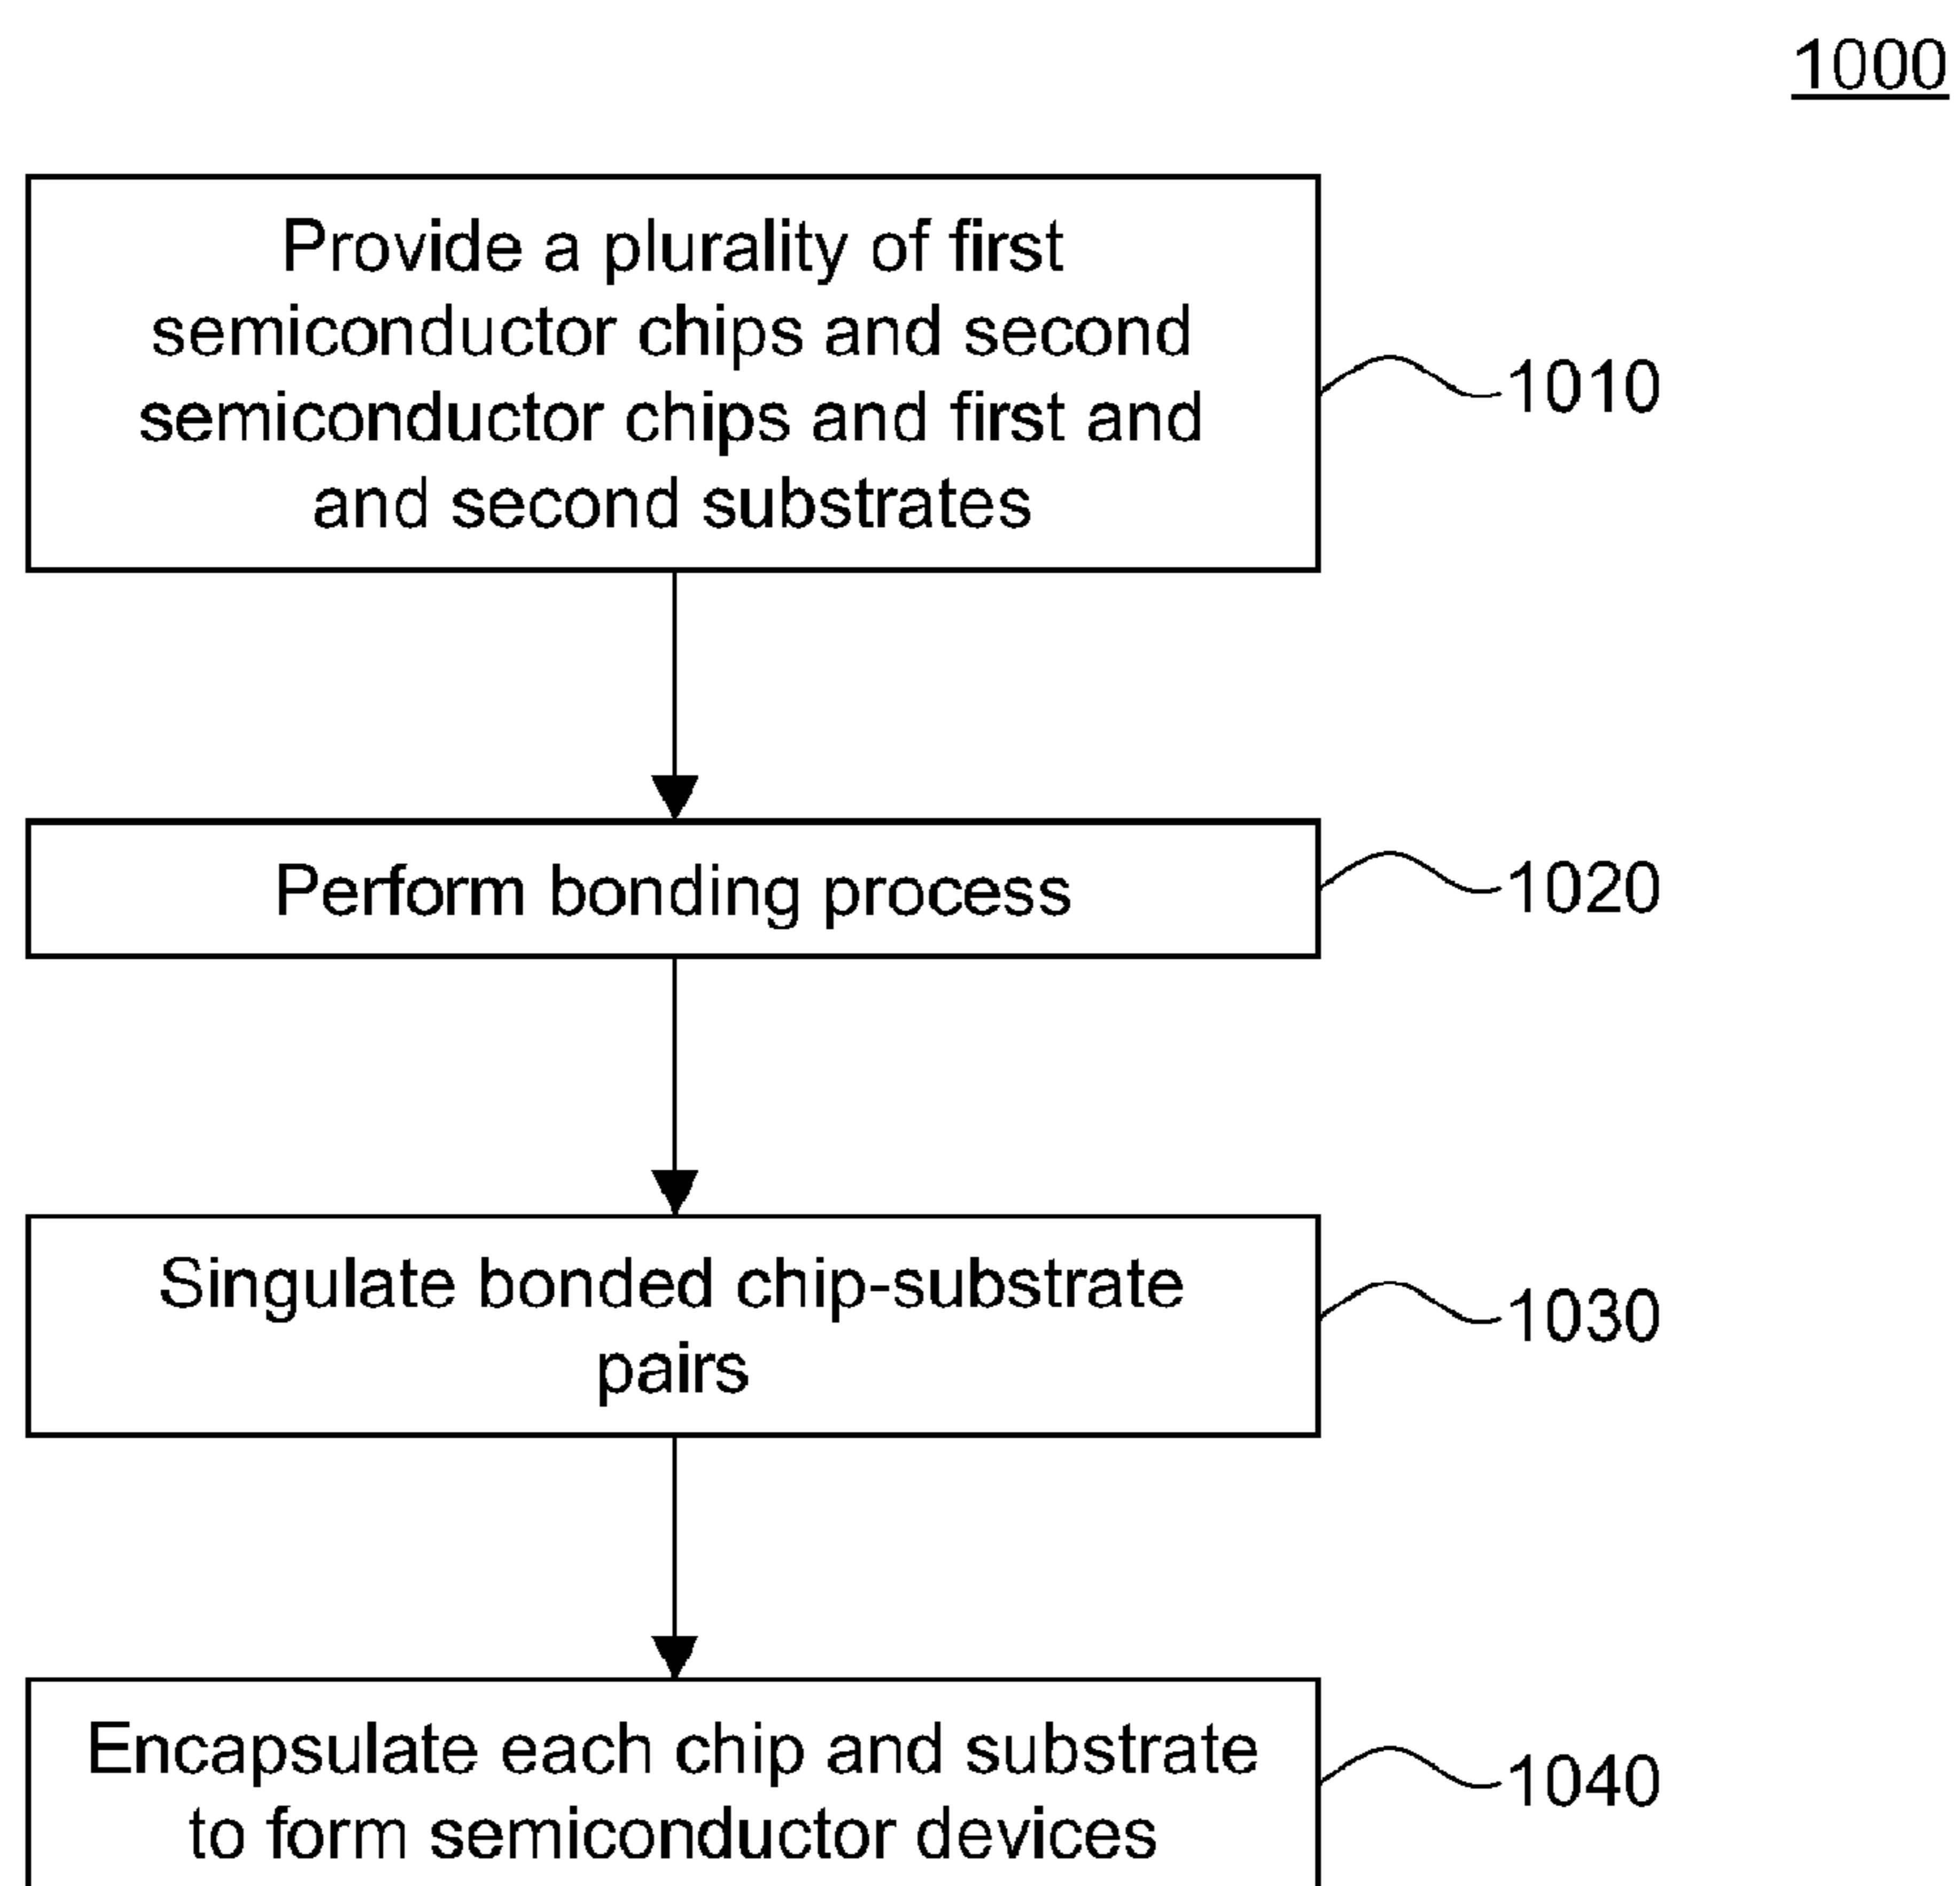 1000
Provide a plurality of first
semiconductor chips and second
semiconductor chips and first and
and second substrates
1010
Perform bonding process
1020
Singulate bonded chip-substrate
pairs
1030
Encapsulate each chip and substrate
to form semiconductor devices
1040